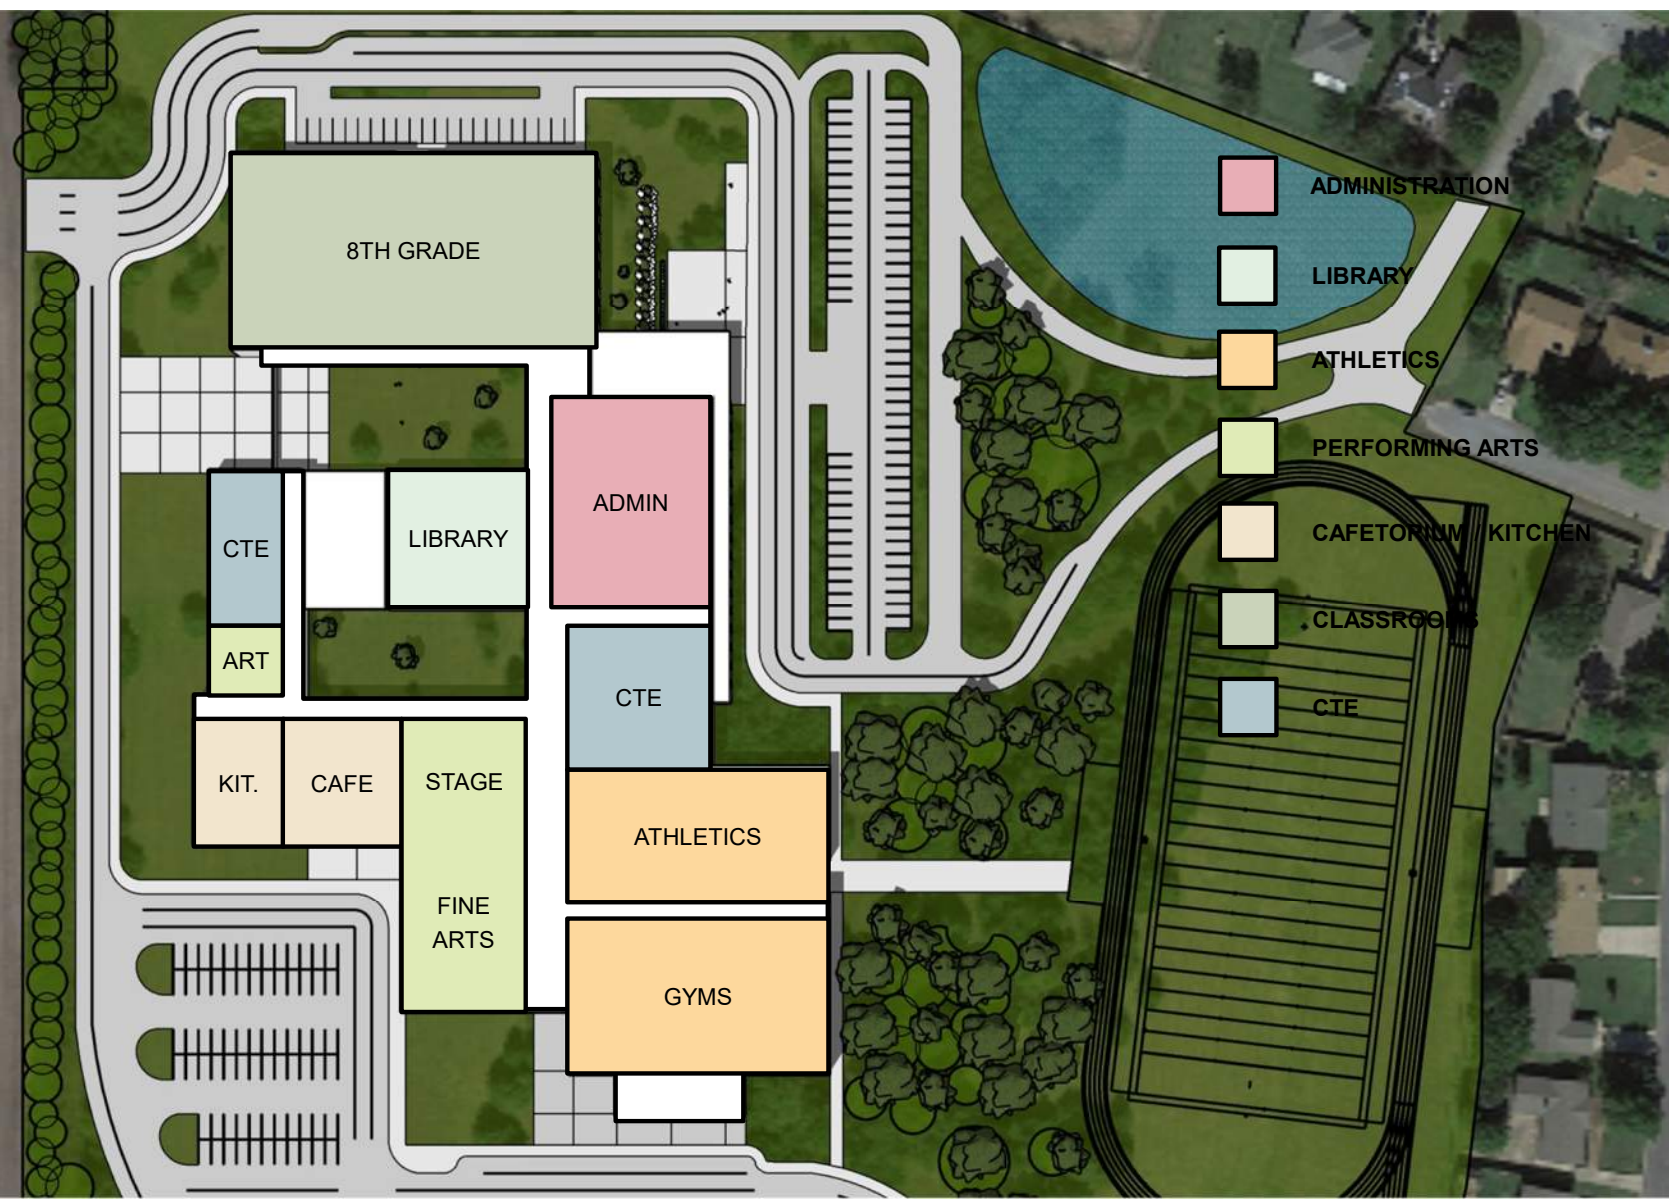 8TH GRADE
ADMIN
LIBRARY
CTE
ART
CTE
KIT.
CAFE
STAGE
ATHLETICS
FINE
ARTS
GYMS
ADMINISTRATION
LIBRARY
ATHLETICS
PERFORMING ARTS
CAFETORIUM / KITCHEN
CLASSROOMS
CTE